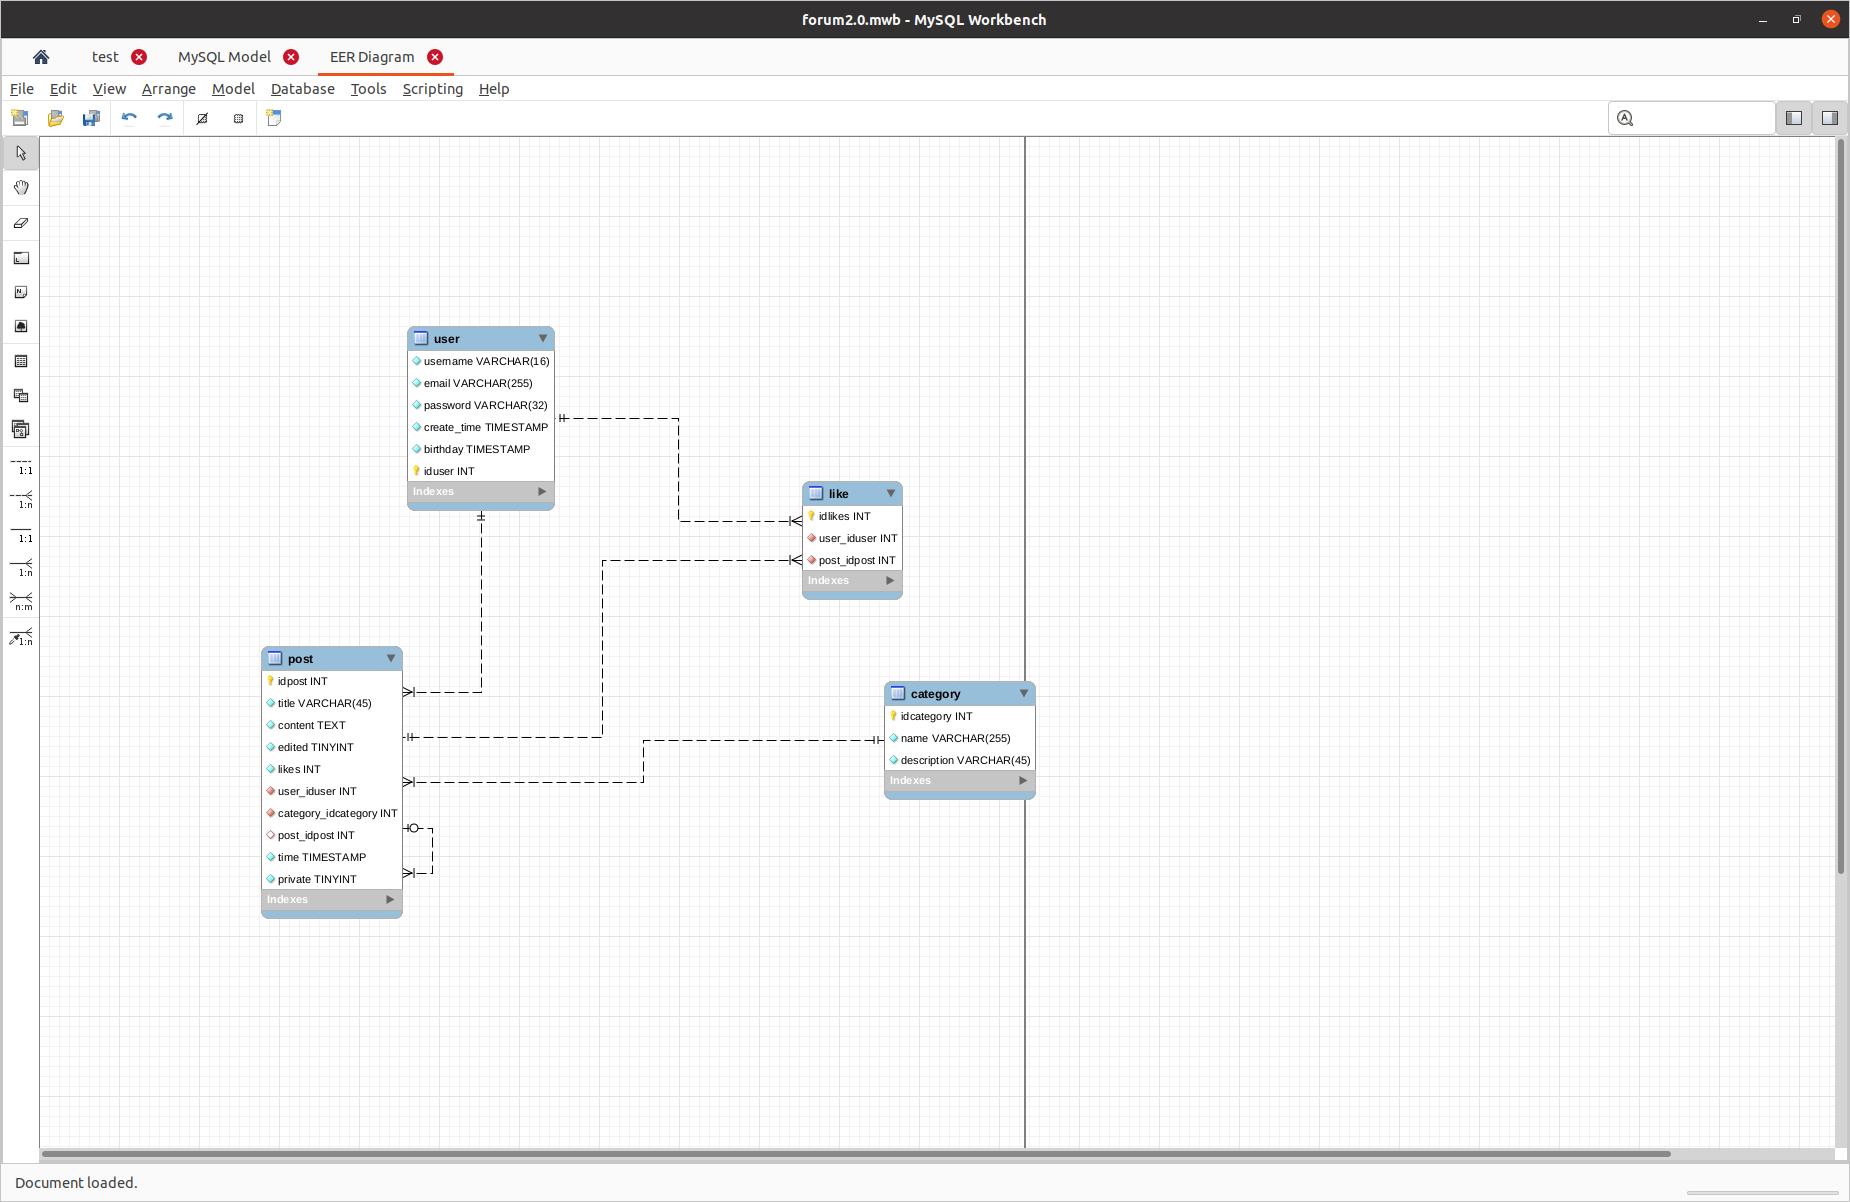 forum2.0.mwb - MySQL Workbench
test
MySQL Model
EER Diagram
File Edit View Arrange Model Database Tools Scripting Help
user
username VARCHAR(16)
email VARCHAR(255)
password VARCHAR(32)
create_time TIMESTAMP
birthday TIMESTAMP
iduser INT
Indexes
like
idlikes INT
user_iduser INT
post_idpost INT
Indexes
post
idpost INT
title VARCHAR(45)
content TEXT
edited TINYINT
likes INT
user_iduser INT
category_idcategory INT
post_idpost INT
time TIMESTAMP
private TINYINT
Indexes
category
idcategory INT
name VARCHAR(255)
description VARCHAR(45)
Indexes
1:1
1:n
1:1
1:n
n:m
1:n
Document loaded.